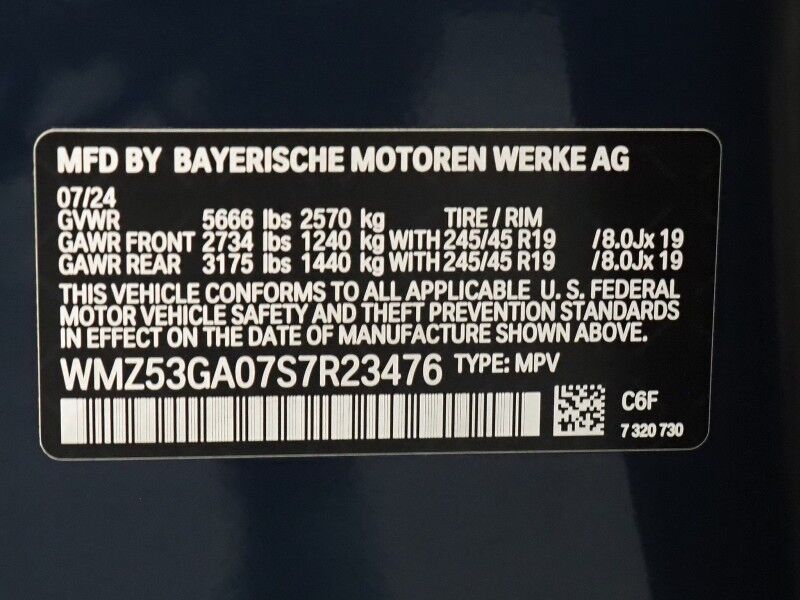 MFD BY BAYERISCHE MOTOREN WERKE AG
07/24
GVWR 5666 lbs 2570 kg TIRE / RIM
GAWR FRONT 2734 lbs 1240 kg WITH 245/45 R19 /8.0Jx 19
GAWR REAR 3175 lbs 1440 kg WITH 245/45 R19 /8.0Jx 19
THIS VEHICLE CONFORMS TO ALL APPLICABLE U. S. FEDERAL
MOTOR VEHICLE SAFETY AND THEFT PREVENTION STANDARDS
IN EFFECT ON THE DATE OF MANUFACTURE SHOWN ABOVE.
WMZ53GA07S7R23476 TYPE: MPV
C6F
7 320 730